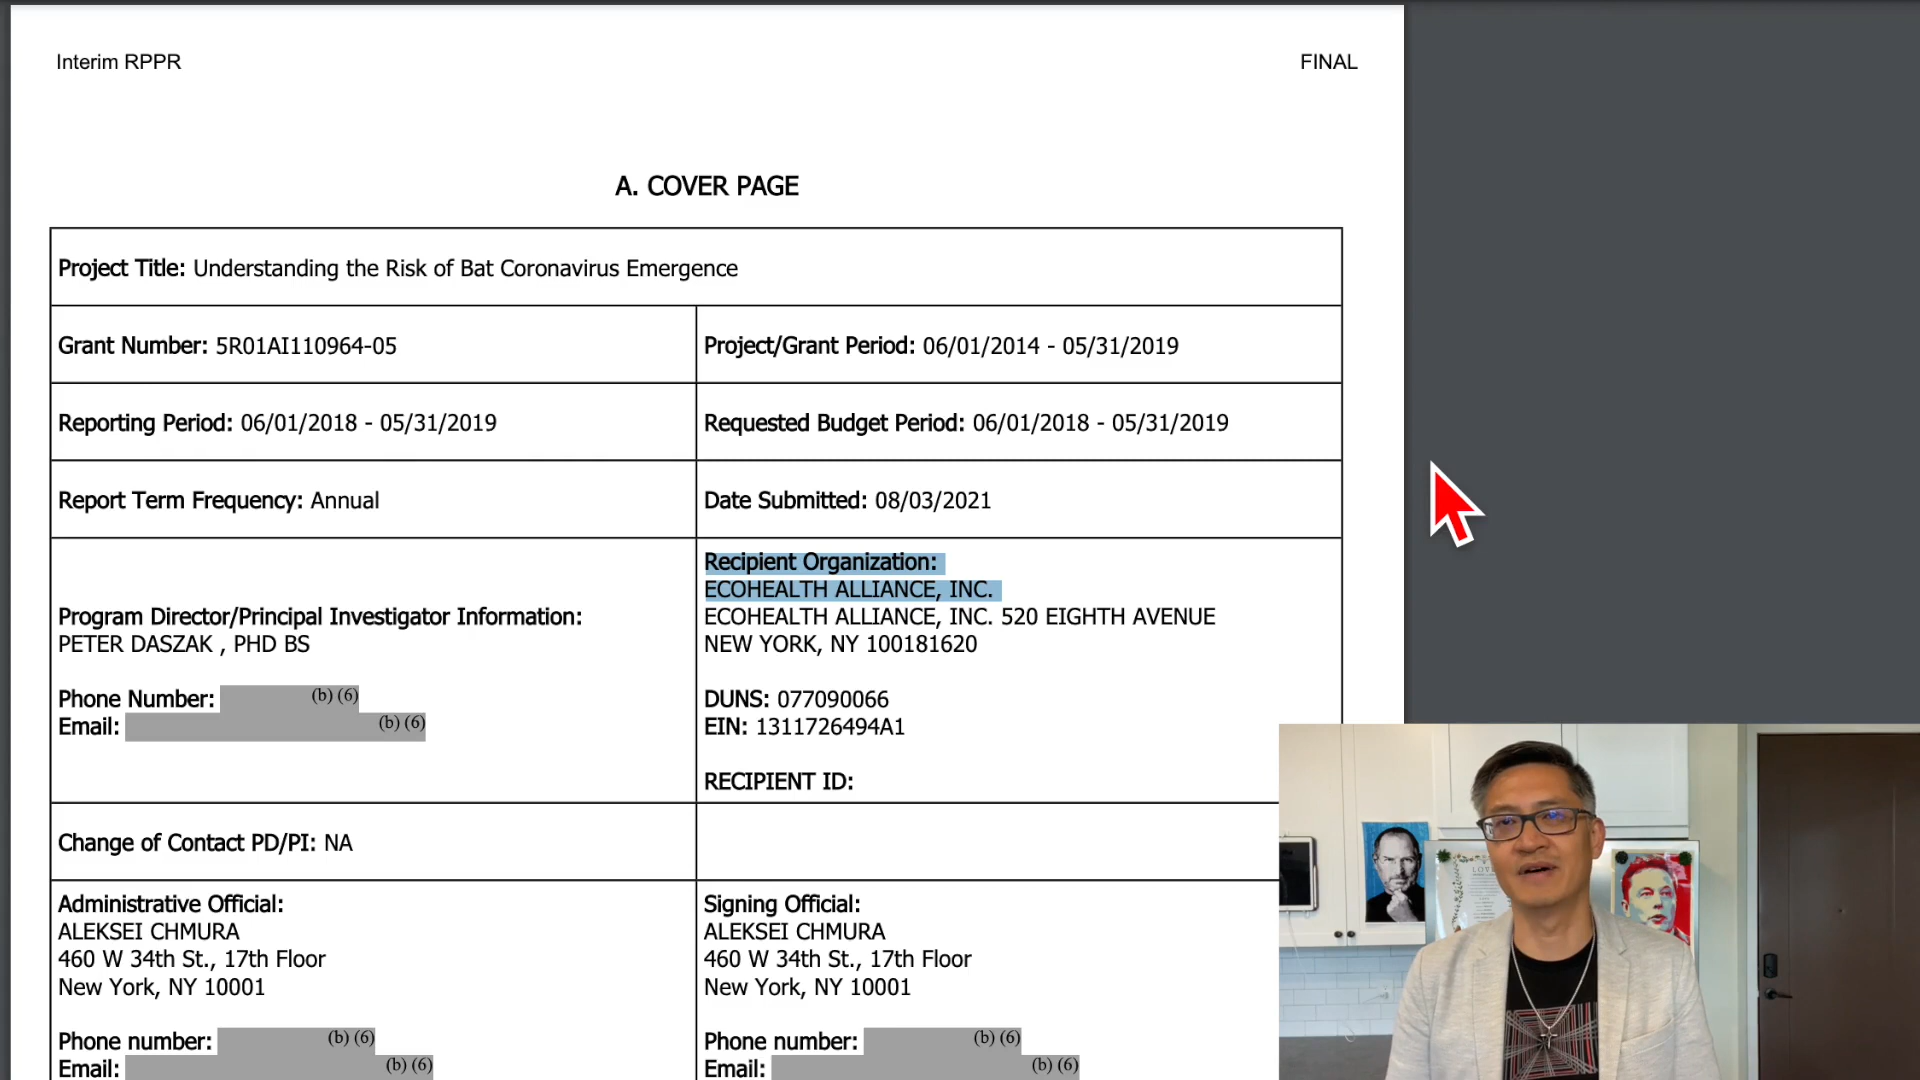 Interim RPPR
FINAL
A. COVER PAGE
Project Title: Understanding the Risk of Bat Coronavirus Emergence
Grant Number: 5R01AI110964-05
Project/Grant Period: 06/01/2014 - 05/31/2019
Reporting Period: 06/01/2018 - 05/31/2019
Requested Budget Period: 06/01/2018 - 05/31/2019
Report Term Frequency: Annual
Date Submitted: 08/03/2021
Program Director/Principal Investigator Information:
PETER DASZAK , PHD BS
Phone Number: (b) (6)
Email: (b) (6)
Recipient Organization:
ECOHEALTH ALLIANCE, INC.
ECOHEALTH ALLIANCE, INC. 520 EIGHTH AVENUE
NEW YORK, NY 100181620
DUNS: 077090066
EIN: 1311726494A1
RECIPIENT ID:
Change of Contact PD/PI: NA
Administrative Official:
ALEKSEI CHMURA
460 W 34th St., 17th Floor
New York, NY 10001
Phone number: (b) (6)
Email: (b) (6)
Signing Official:
ALEKSEI CHMURA
460 W 34th St., 17th Floor
New York, NY 10001
Phone number: (b) (6)
Email: (b) (6)